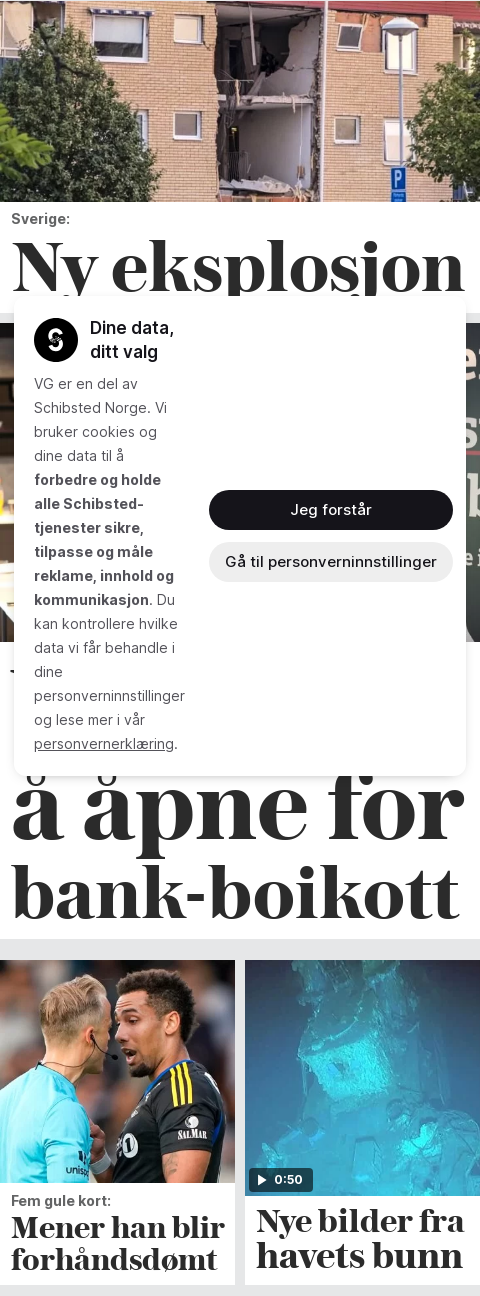 P
Sverige:
Ny eksplosjon
Dine data,
ditt valg
VG er en del av
Schibsted Norge. Vi
bruker cookies og
dine data til å
forbedre og holde
alle Schibsted-
tjenester sikre,
tilpasse og måle
reklame, innhold og
kommunikasjon. Du
kan kontrollere hvilke
data vi får behandle i
dine
personverninnstillinger
og lese mer i vår
personvernerklæring.
Jeg forstår
Gå til personverninnstillinger
å åpne for
bank-boikott
SALMAR
Fem gule kort:
Mener han blir
forhåndsdømt
0:50
Nye bilder fra
havets bunn